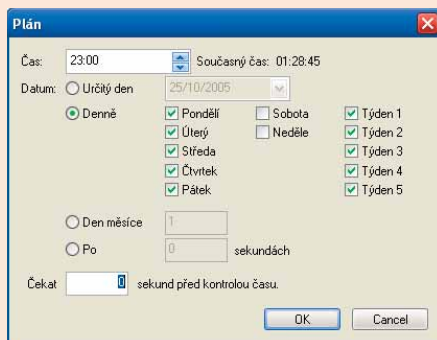 Plán
Čas: 23:00 Současný čas: 01:28:45
Datum: Určitý den 25/10/2005
Denně Pondělí Sobota Týden 1
Úterý Neděle Týden 2
Středa Týden 3
Čtvrtek Týden 4
Pátek Týden 5
Den měsíce 1
Po 0 sekundách
Čekat 0 sekund před kontrolou času.
OK Cancel